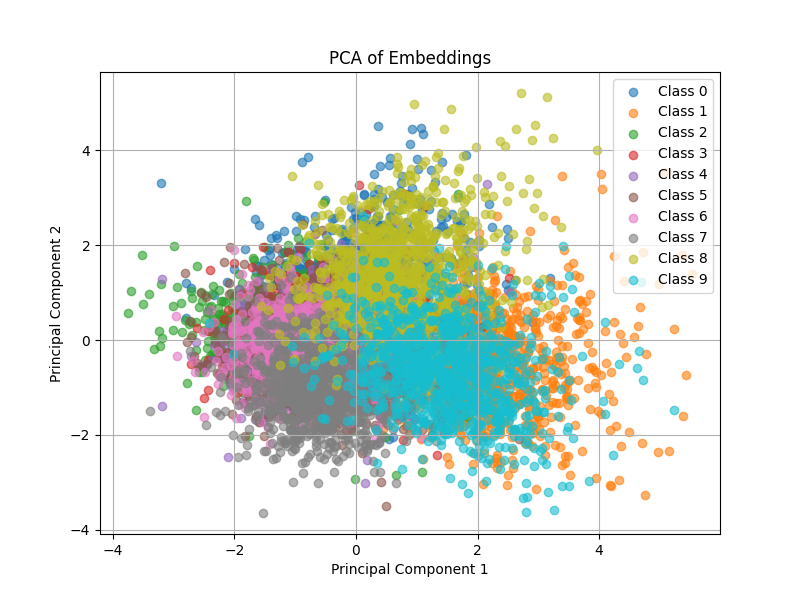 PCA of Embeddings
Class 0
Class 1
Class 2
Class 3
Class 4
Class 5
Class 6
Class 7
Class 8
Class 9
4
2
0
−2
−4
Principal Component 2
−4
−2
0
2
4
Principal Component 1